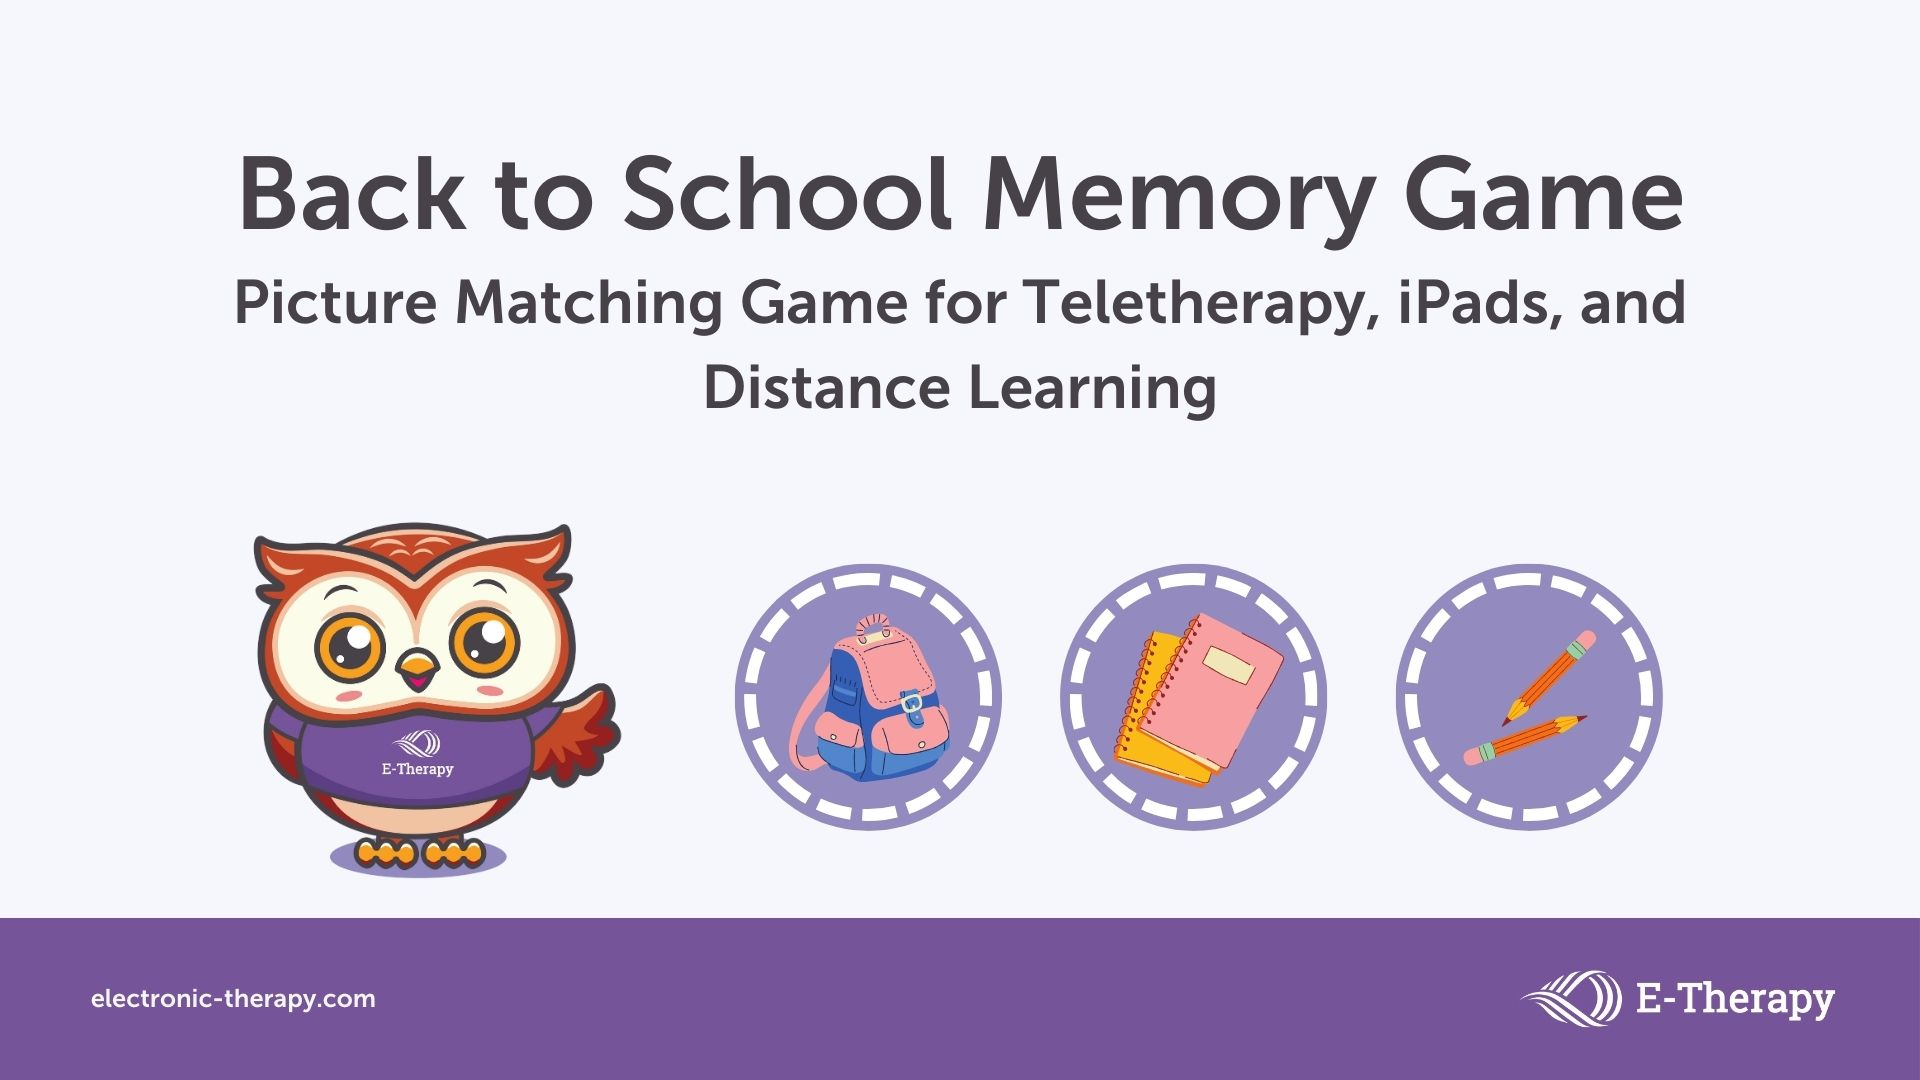 Back to School Memory Game
Picture Matching Game for Teletherapy, iPads, and
Distance Learning
E-Therapy
electronic-therapy.com
E-Therapy